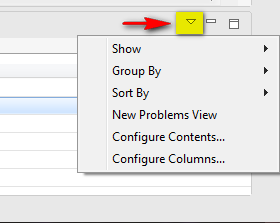 Show
Group By
Sort By
New Problems View
Configure Contents...
Configure Columns...